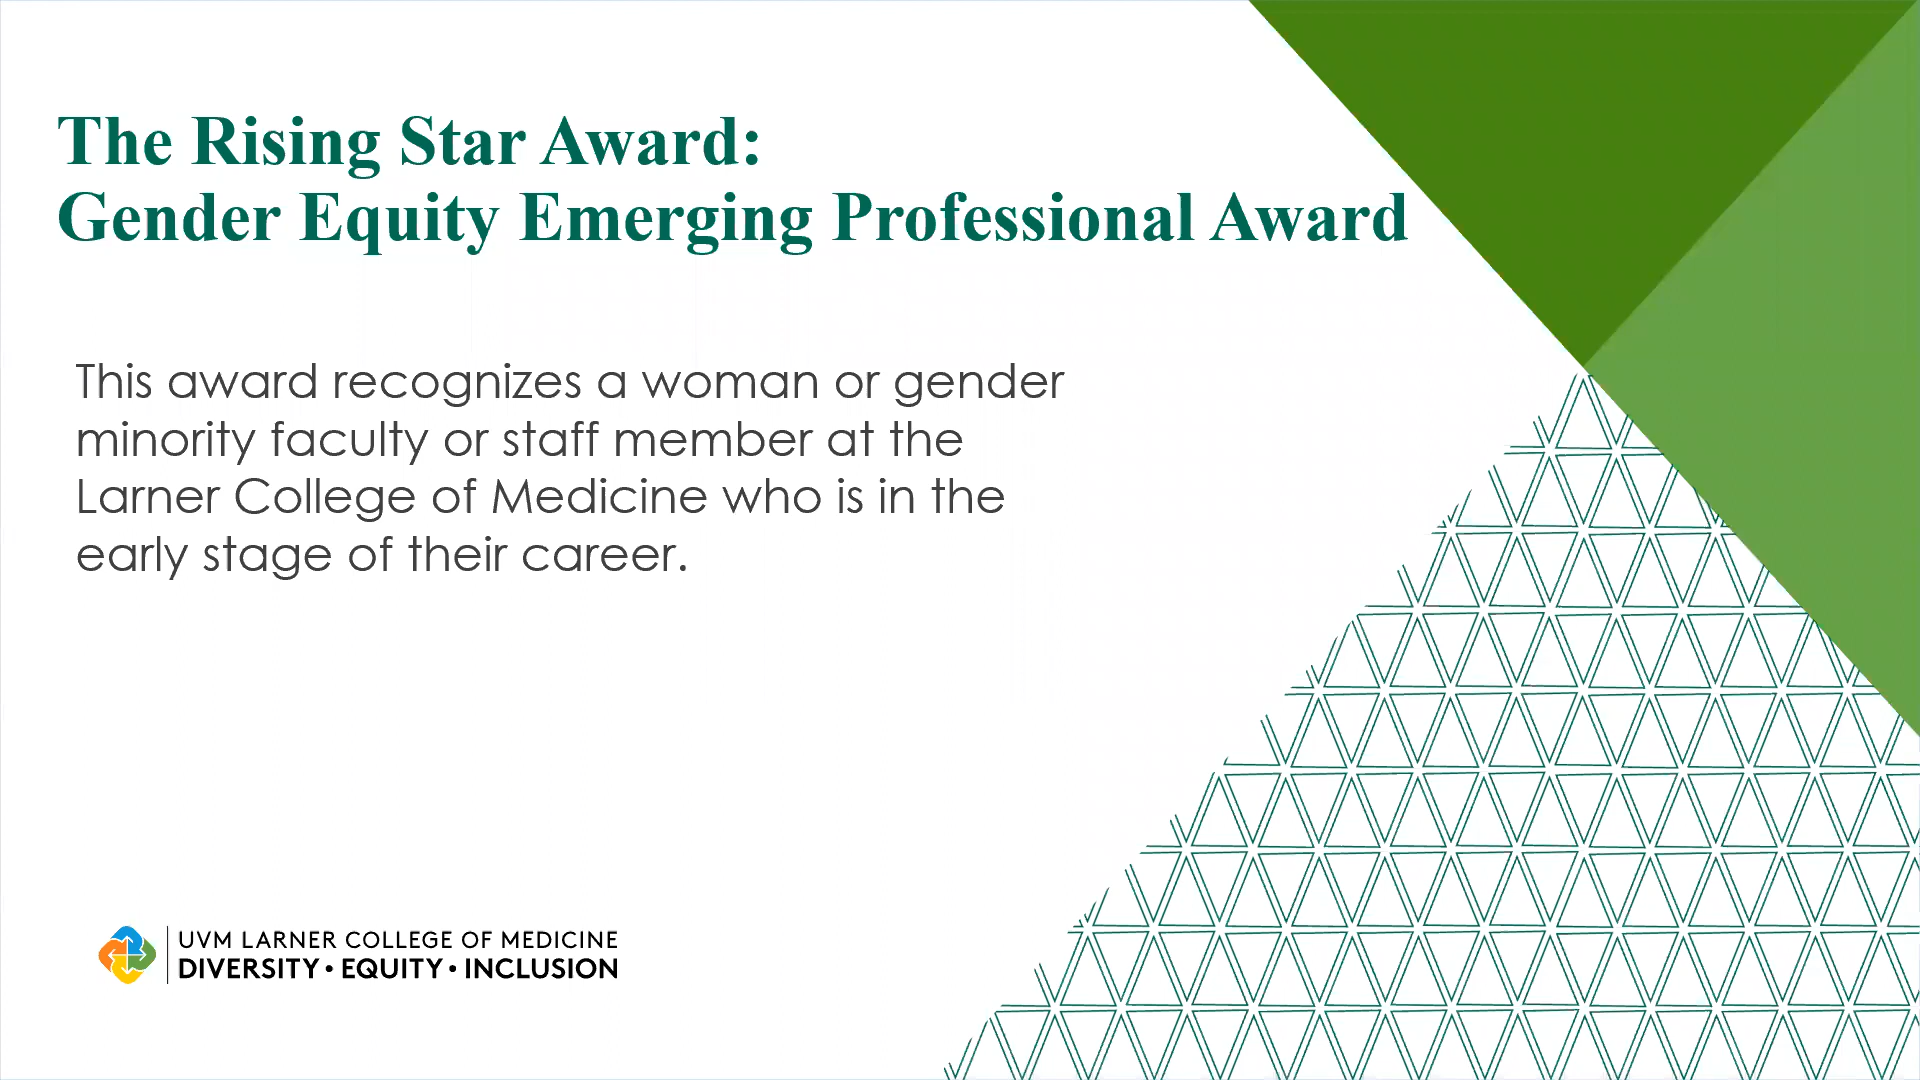 The Rising Star Award:
Gender Equity Emerging Professional Award
This award recognizes a woman or gender
minority faculty or staff member at the
Larner College of Medicine who is in the
early stage of their career.
UVM LARNER COLLEGE OF MEDICINE
DIVERSITY • EQUITY • INCLUSION